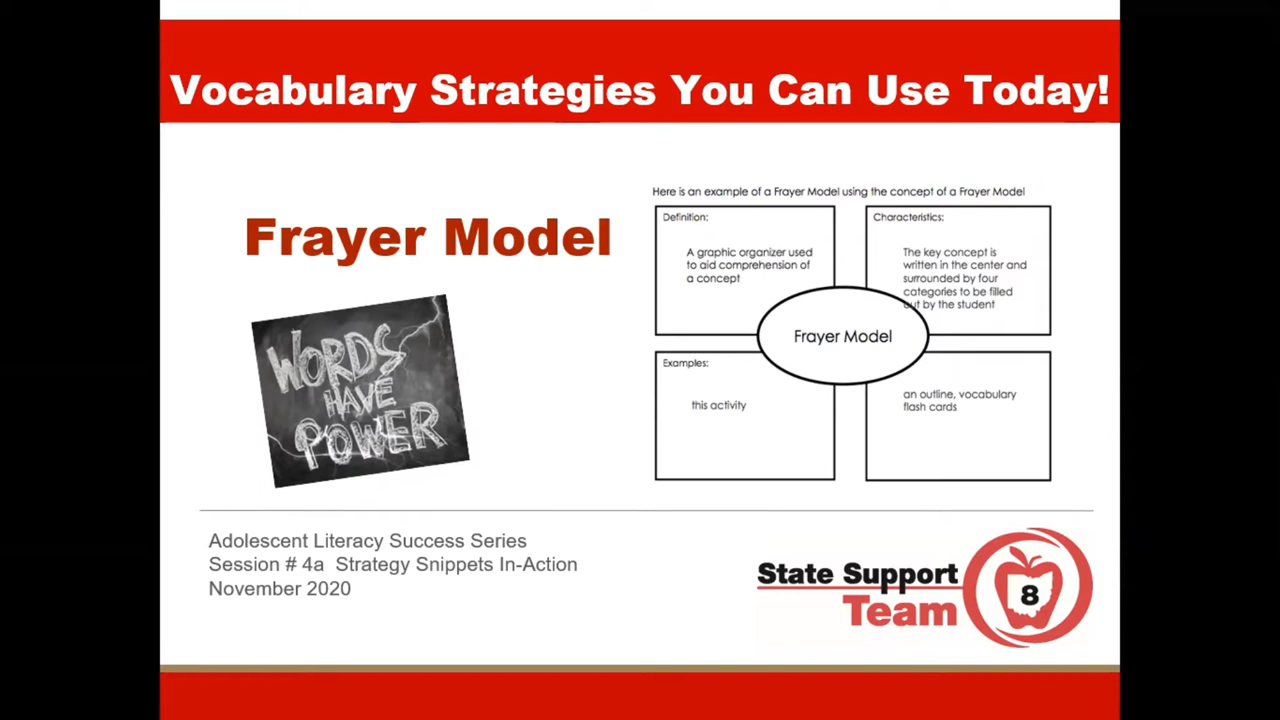 Vocabulary Strategies You Can Use Today!
Frayer Model
WORDS
HAVE
POWER
Here is an example of a Frayer Model using the concept of a Frayer Model
Definition:
A graphic organizer used
to aid comprehension of
a concept
Characteristics:
The key concept is
written in the center and
surrounded by four
categories to be filled
out by the student
Frayer Model
Examples:
this activity
an outline, vocabulary
flash cards
Adolescent Literacy Success Series
Session # 4a Strategy Snippets In-Action
November 2020
State Support
Team
8